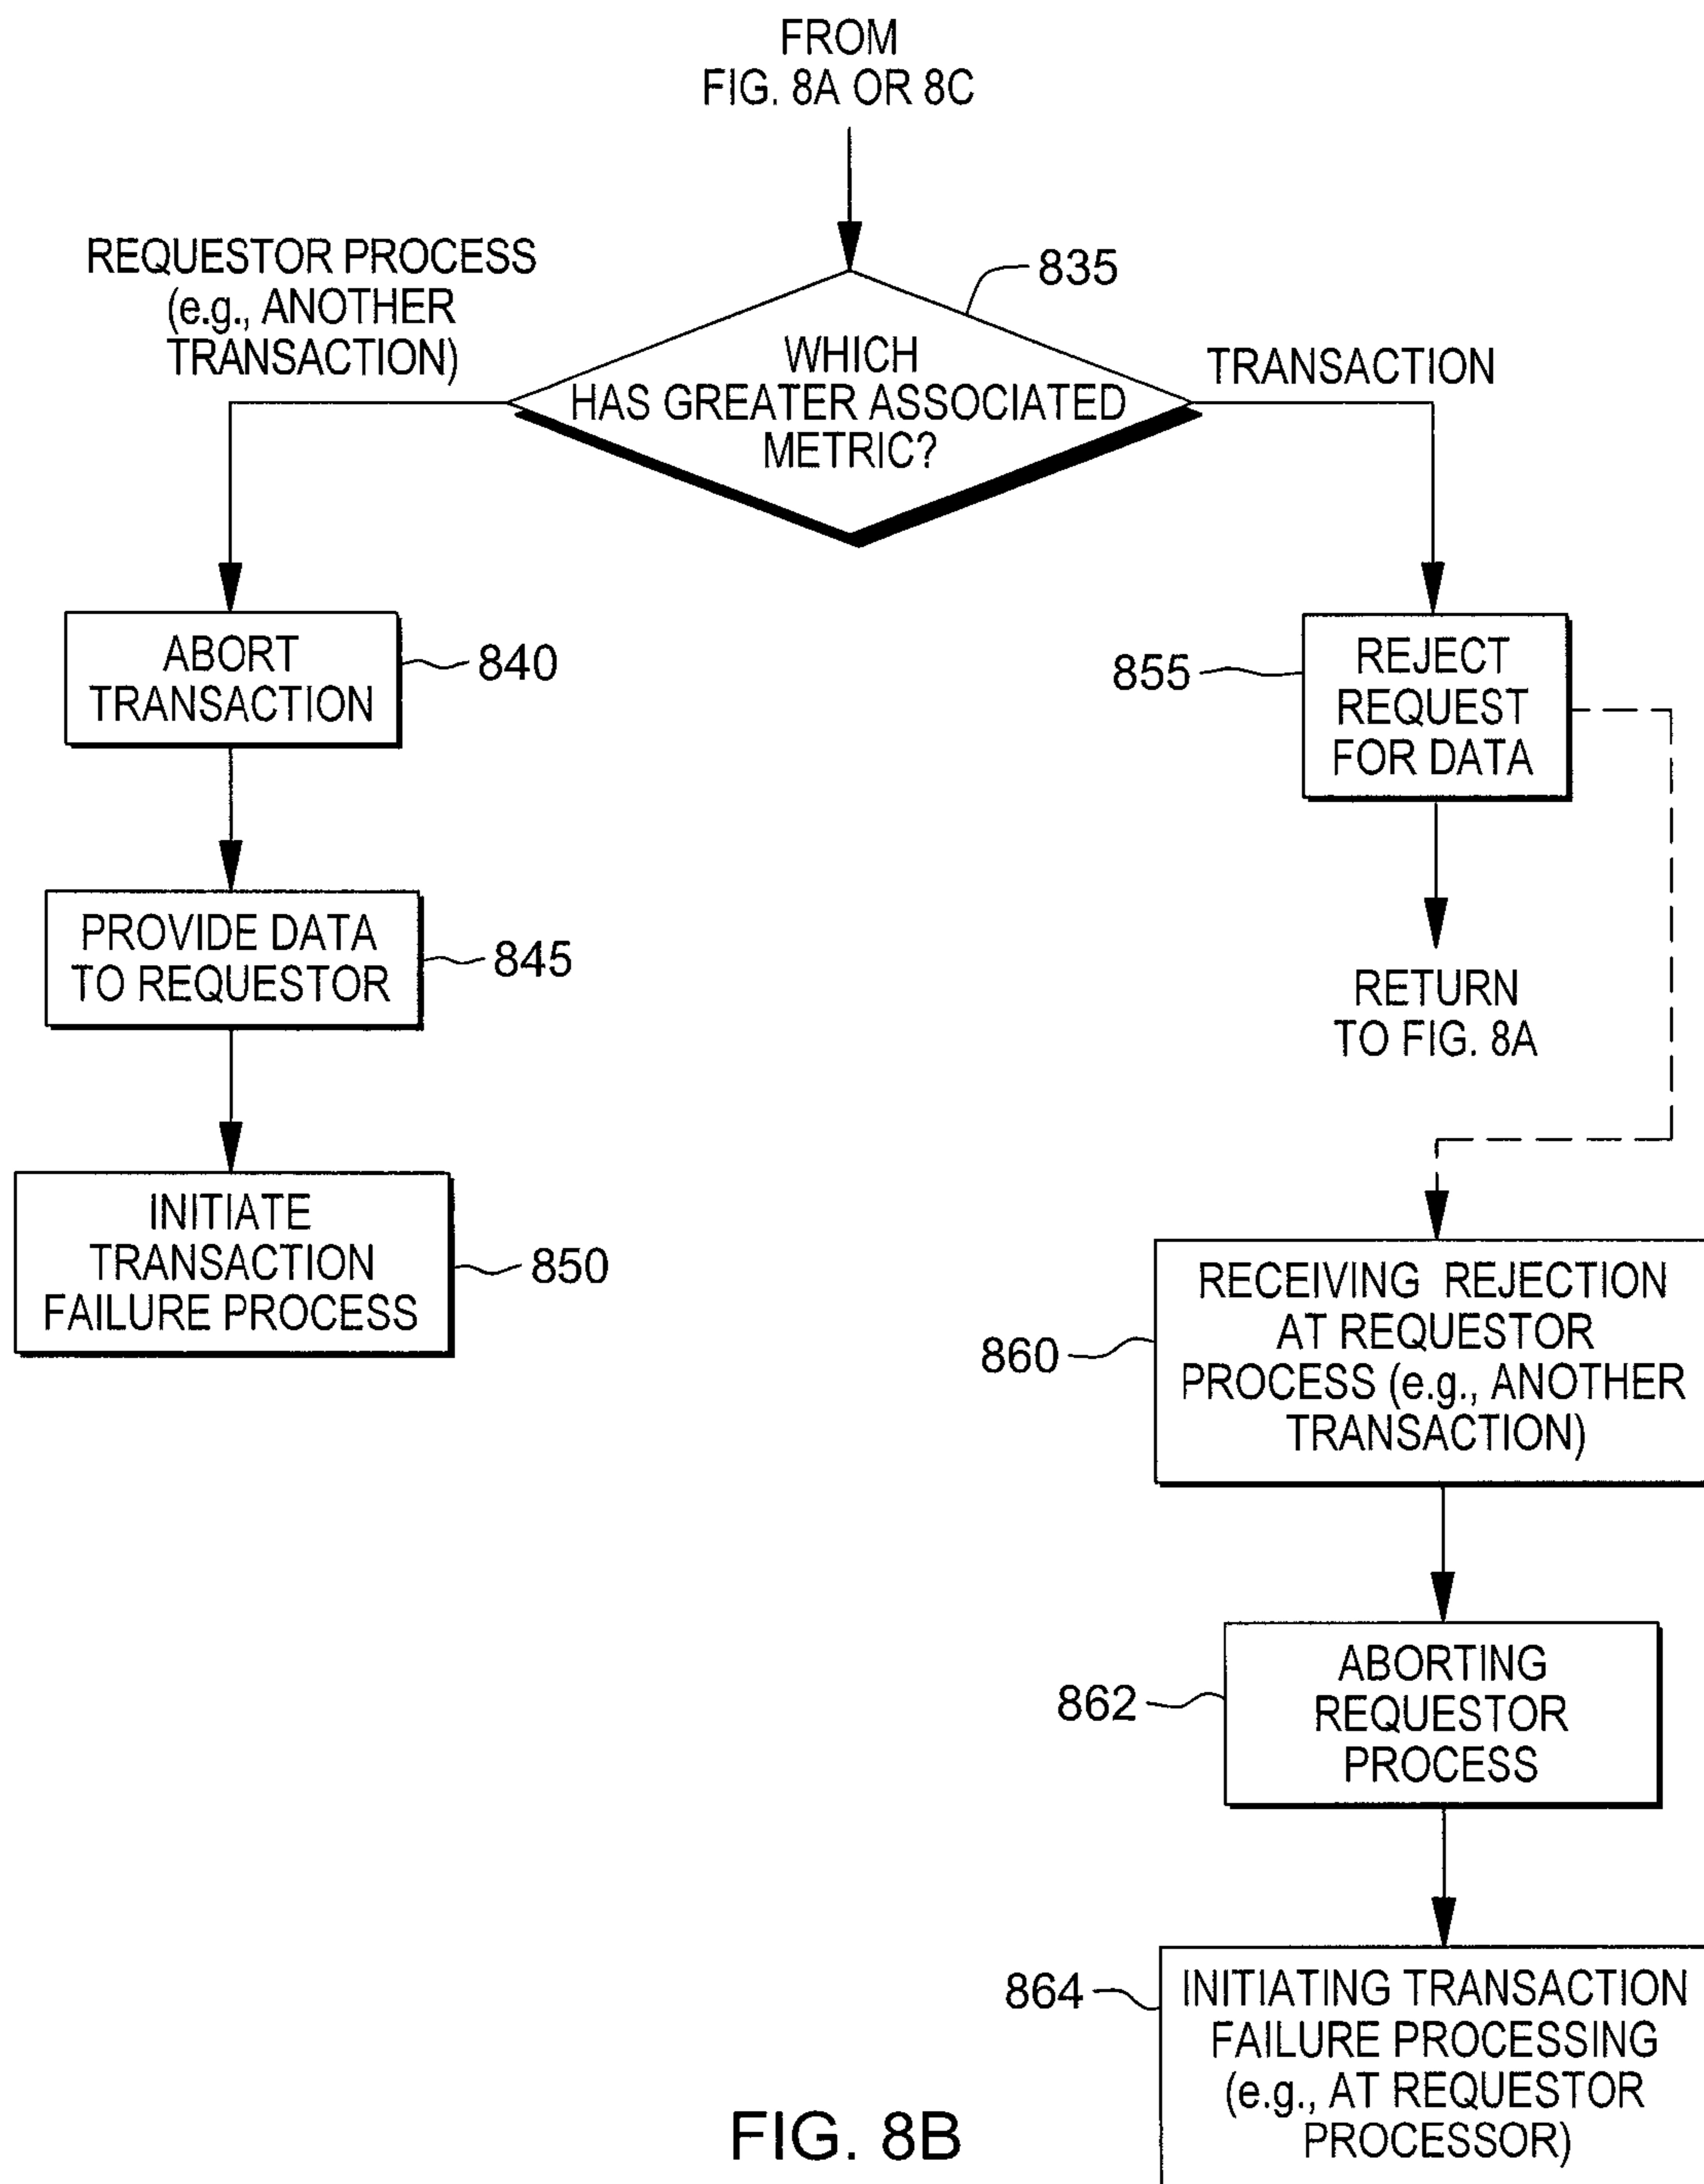 FROM
FIG. 8A OR 8C
REQUESTOR PROCESS
(e.g., ANOTHER
TRANSACTION)
835
WHICH
HAS GREATER ASSOCIATED
METRIC?
TRANSACTION
ABORT
TRANSACTION
840
855
REJECT
REQUEST
FOR DATA
PROVIDE DATA
TO REQUESTOR
845
RETURN
TO FIG. 8A
INITIATE
TRANSACTION
FAILURE PROCESS
850
860
RECEIVING REJECTION
AT REQUESTOR
PROCESS (e.g., ANOTHER
TRANSACTION)
862
ABORTING
REQUESTOR
PROCESS
864
INITIATING TRANSACTION
FAILURE PROCESSING
(e.g., AT REQUESTOR
PROCESSOR)
FIG. 8B